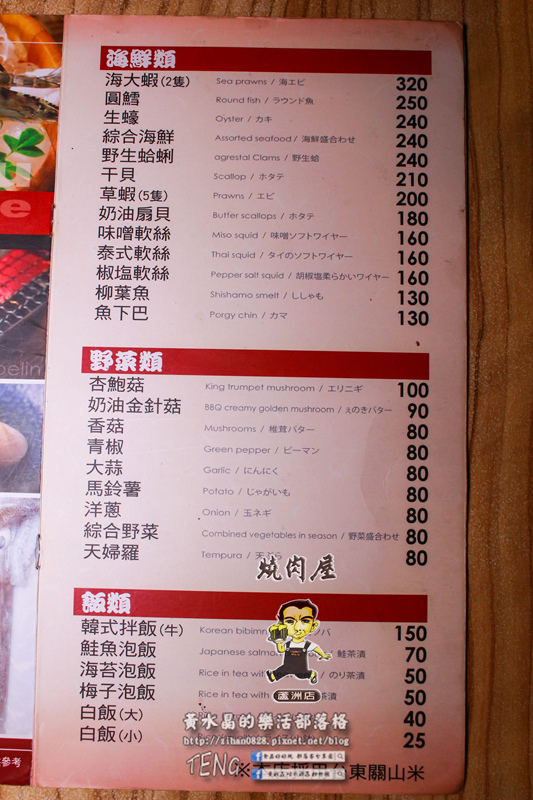 海鮮類
海大蝦(2隻) Sea prawns / 海エビ 320
圓鱈 Round fish / ラウンド魚 250
生蠔 Oyster / カキ 240
綜合海鮮 Assorted seafood / 海鮮盛合わせ 240
野生蛤蜊 agrestal Clams / 野生蛤 240
干貝 Scallop / ホタテ 210
草蝦(5隻) Prawns / エビ 200
奶油扇貝 Butter scallops / ホタテ 180
味噌軟絲 Miso squid / 味噌ソフトワイヤー 160
泰式軟絲 Thai squid / タイのソフトワイヤー 160
椒塩軟絲 Pepper salt squid / 胡椒塩柔らかいワイヤー 160
柳葉魚 Shishamo smelt / ししゃも 130
魚下巴 Porgy chin / カマ 130
野菜類
杏鮑菇 King trumpet mushroom / エリニギ 100
奶油金針菇 BBQ creamy golden mushroom / えのきバター 90
香菇 Mushrooms / 椎茸バター 80
青椒 Green pepper / ピーマン 80
大蒜 Garlic / にんにく 80
馬鈴薯 Potato / じゃがいも 80
洋蔥 Onion / 玉ネギ 80
綜合野菜 Combined vegetables in season / 野菜盛合わせ 80
天婦羅 Tempura / 天ぷら 80
燒肉屋
飯類
韓式拌飯(牛) Korean bibim 150
鮭魚泡飯 Japanese salmon / 鮭茶漬 70
海苔泡飯 Rice in tea with / のり茶漬 50
梅子泡飯 Rice in tea with 茶漬 50
白飯(大) 40
白飯(小) 25
蘆洲店
黃水晶的樂活部落格
http://zihan0828.pixnet.net/blog
TENG
東關山米
參考
e
pelin